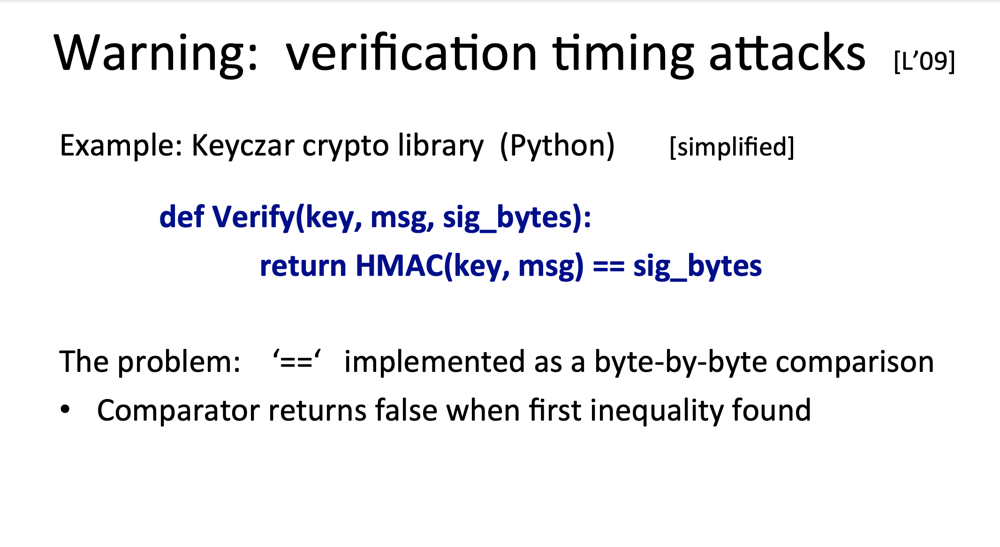 Warning: verification timing attacks [L’09]
Example: Keyczar crypto library (Python) [simplified]
def Verify(key, msg, sig_bytes):
return HMAC(key, msg) == sig_bytes
The problem: ‘==‘ implemented as a byte-by-byte comparison
• Comparator returns false when first inequality found